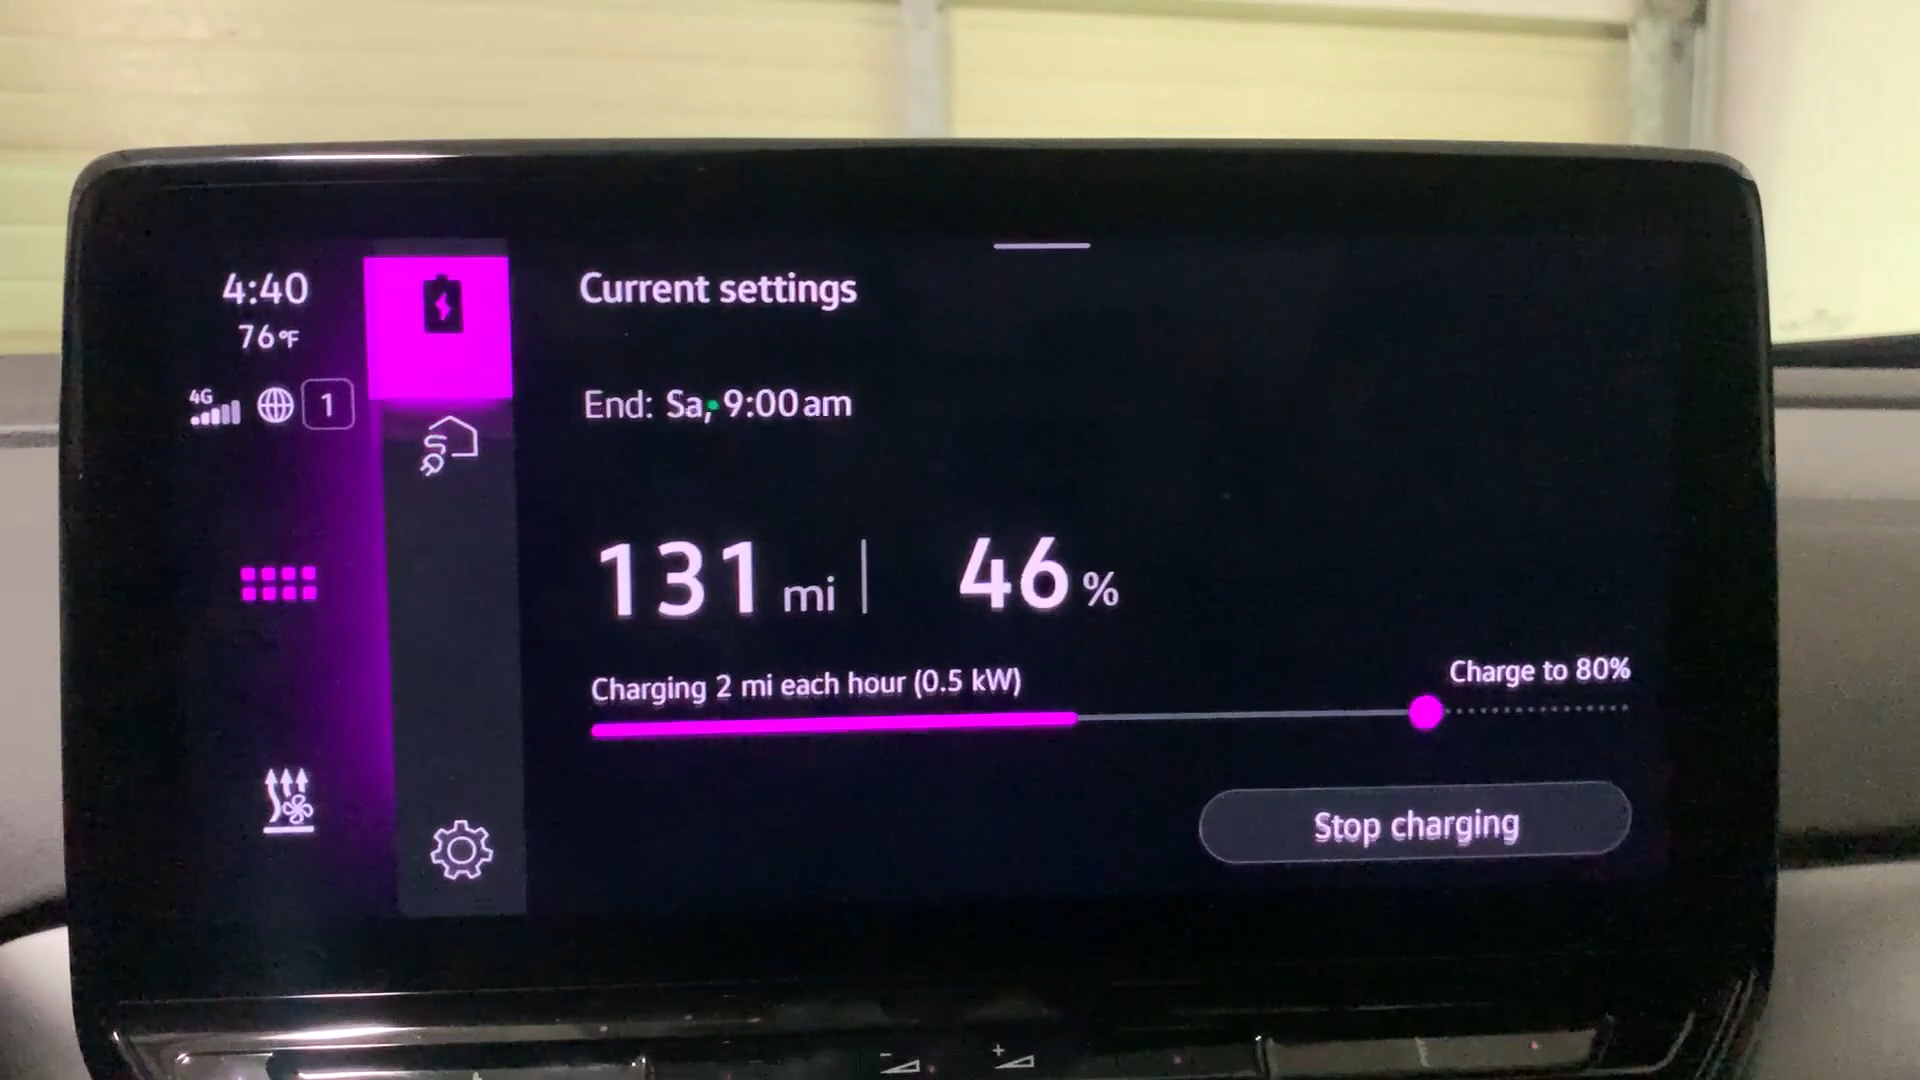 4:40
76°F
4G
1
Current settings
End: Sa, 9:00 am
131 mi | 46 %
Charging 2 mi each hour (0.5 kW)
Charge to 80%
Stop charging
- +